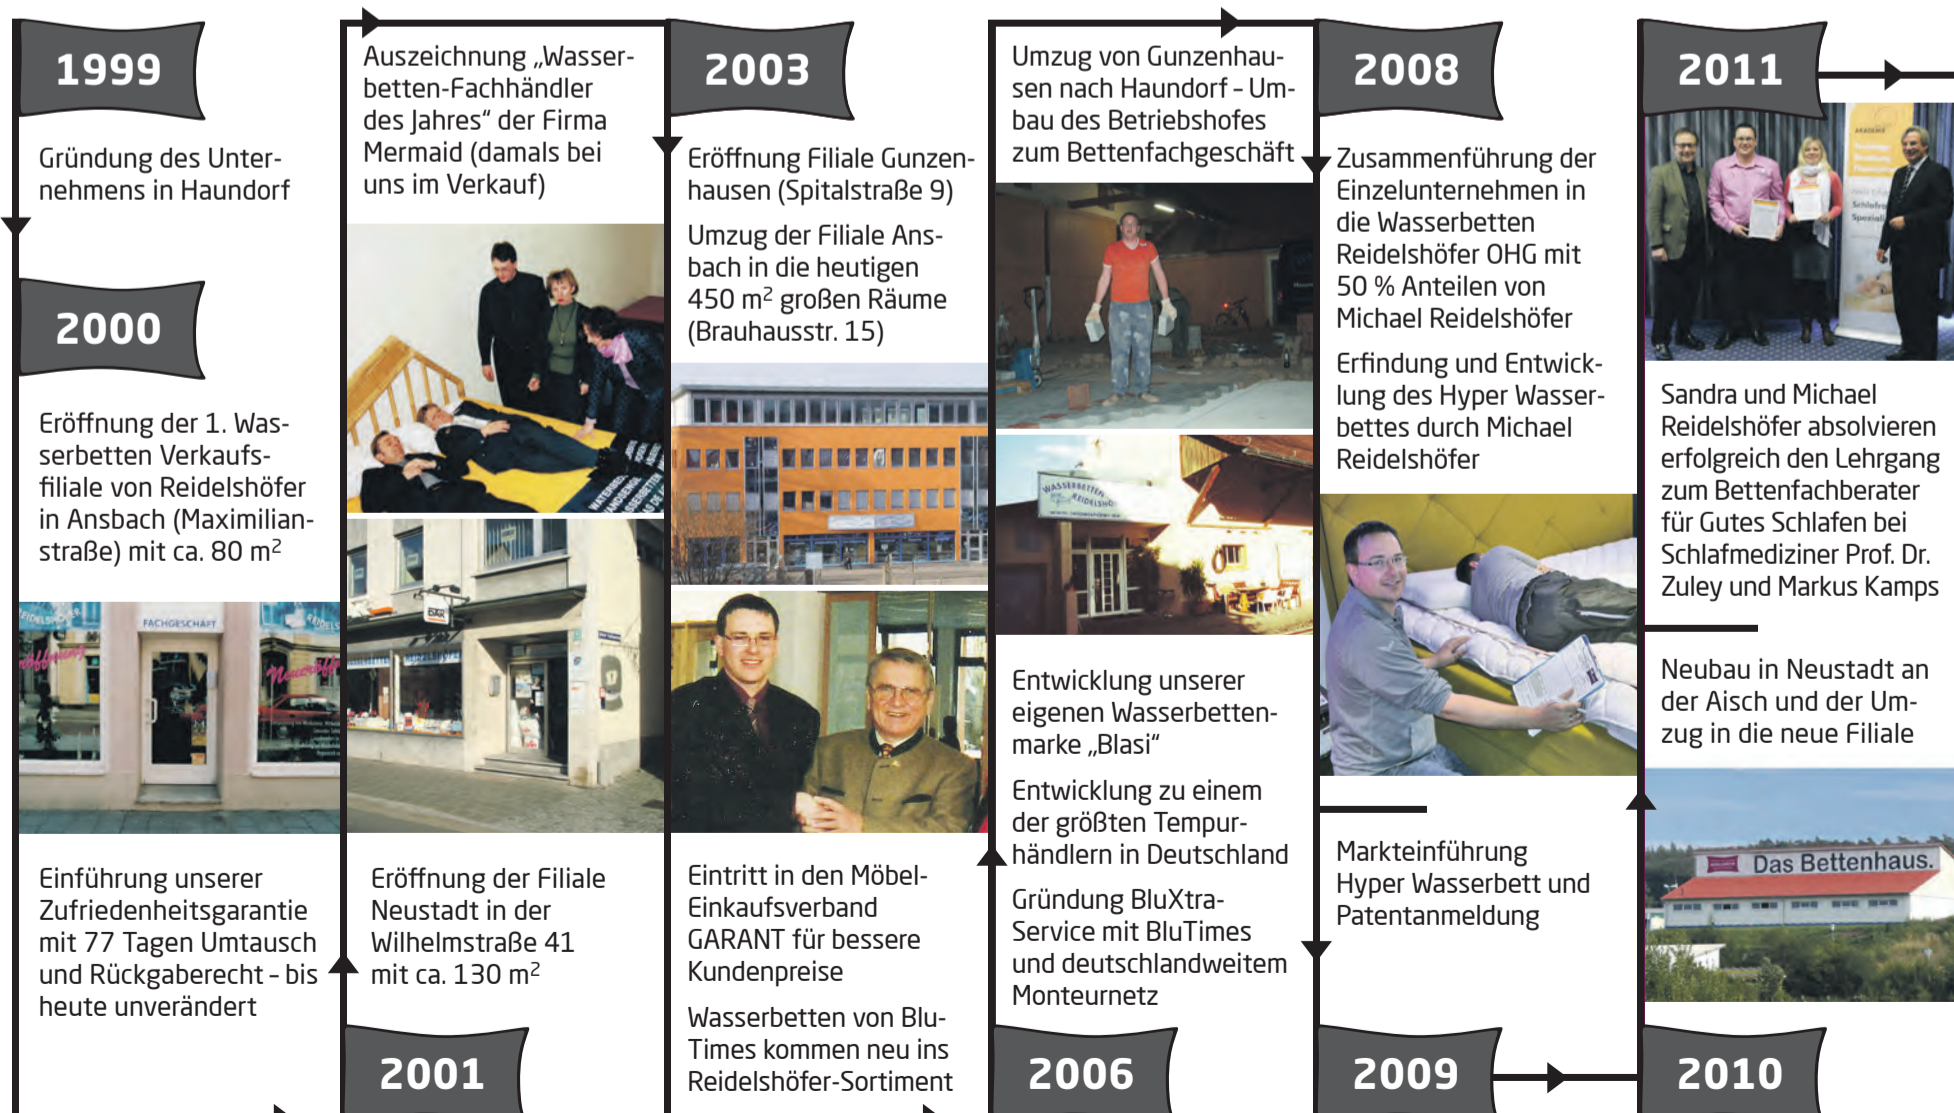 1999
Gründung des Unter-
nehmens in Haundorf
2000
Eröffnung der 1. Was-
serbetten Verkaufs-
filiale von Reidelshöfer
in Ansbach (Maximilian-
straße) mit ca. 80 m²
FACHGESCHÄFT
Einführung unserer
Zufriedenheitsgarantie
mit 77 Tagen Umtausch
und Rückgaberecht – bis
heute unverändert
Auszeichnung „Wasser-
betten-Fachhändler
des Jahres“ der Firma
Mermaid (damals bei
uns im Verkauf)
Eröffnung der Filiale
Neustadt in der
Wilhelmstraße 41
mit ca. 130 m²
2001
2003
Eröffnung Filiale Gunzen-
hausen (Spitalstraße 9)
Umzug der Filiale Ans-
bach in die heutigen
450 m² großen Räume
(Brauhausstr. 15)
Eintritt in den Möbel-
Einkaufsverband
GARANT für bessere
Kundenpreise
Wasserbetten von Blu-
Times kommen neu ins
Reidelshöfer-Sortiment
Umzug von Gunzenhau-
sen nach Haundorf – Um-
bau des Betriebshofes
zum Bettenfachgeschäft
WASSERBETTEN
Entwicklung unserer
eigenen Wasserbetten-
marke „Blasi“
Entwicklung zu einem
der größten Tempur-
händlern in Deutschland
Gründung BluXtra-
Service mit BluTimes
und deutschlandweitem
Monteurnetz
2006
2008
Zusammenführung der
Einzelunternehmen in
die Wasserbetten
Reidelshöfer OHG mit
50 % Anteilen von
Michael Reidelshöfer
Erfindung und Entwick-
lung des Hyper Wasser-
bettes durch Michael
Reidelshöfer
Markteinführung
Hyper Wasserbett und
Patentanmeldung
2009
2011
AKADEMIE
Sandra und Michael
Reidelshöfer absolvieren
erfolgreich den Lehrgang
zum Bettenfachberater
für Gutes Schlafen bei
Schlafmediziner Prof. Dr.
Zuley und Markus Kamps
Neubau in Neustadt an
der Aisch und der Um-
zug in die neue Filiale
Das Bettenhaus.
2010